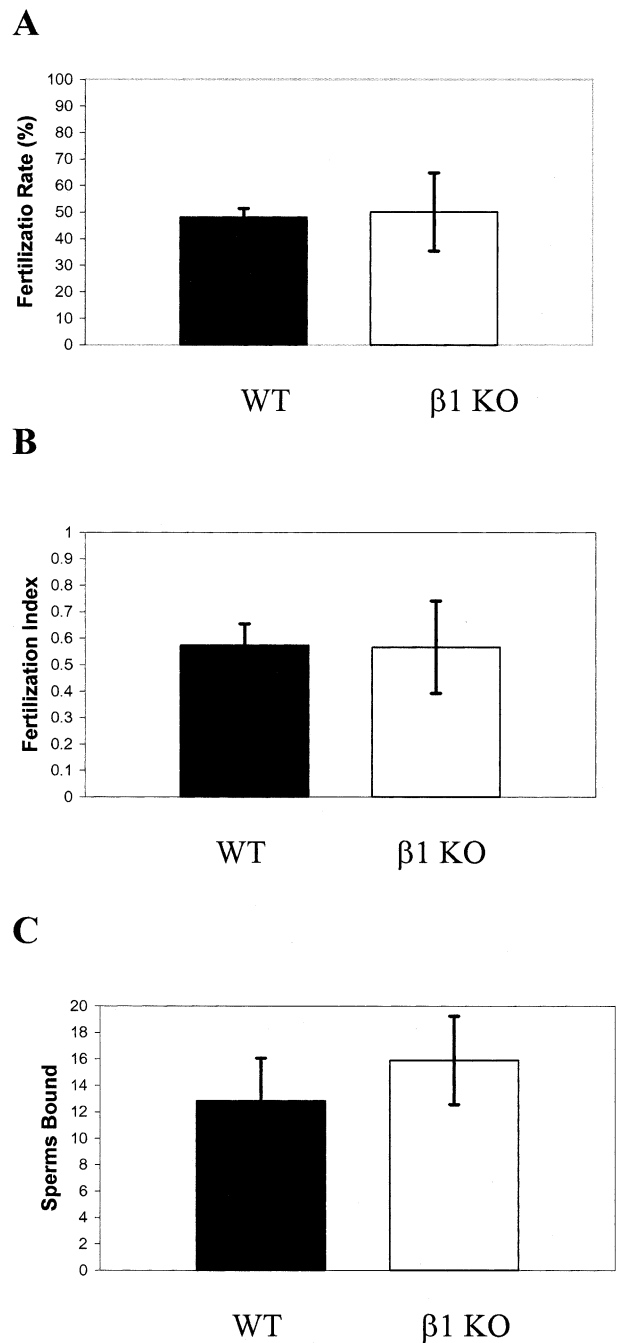 A
Fertilizatio Rate (%)
100
90
80
70
60
50
40
30
20
10
0
WT
β1 KO
B
Fertilization Index
1
0.9
0.8
0.7
0.6
0.5
0.4
0.3
0.2
0.1
0
WT
β1 KO
C
Sperms Bound
20
18
16
14
12
10
8
6
4
2
0
WT
β1 KO